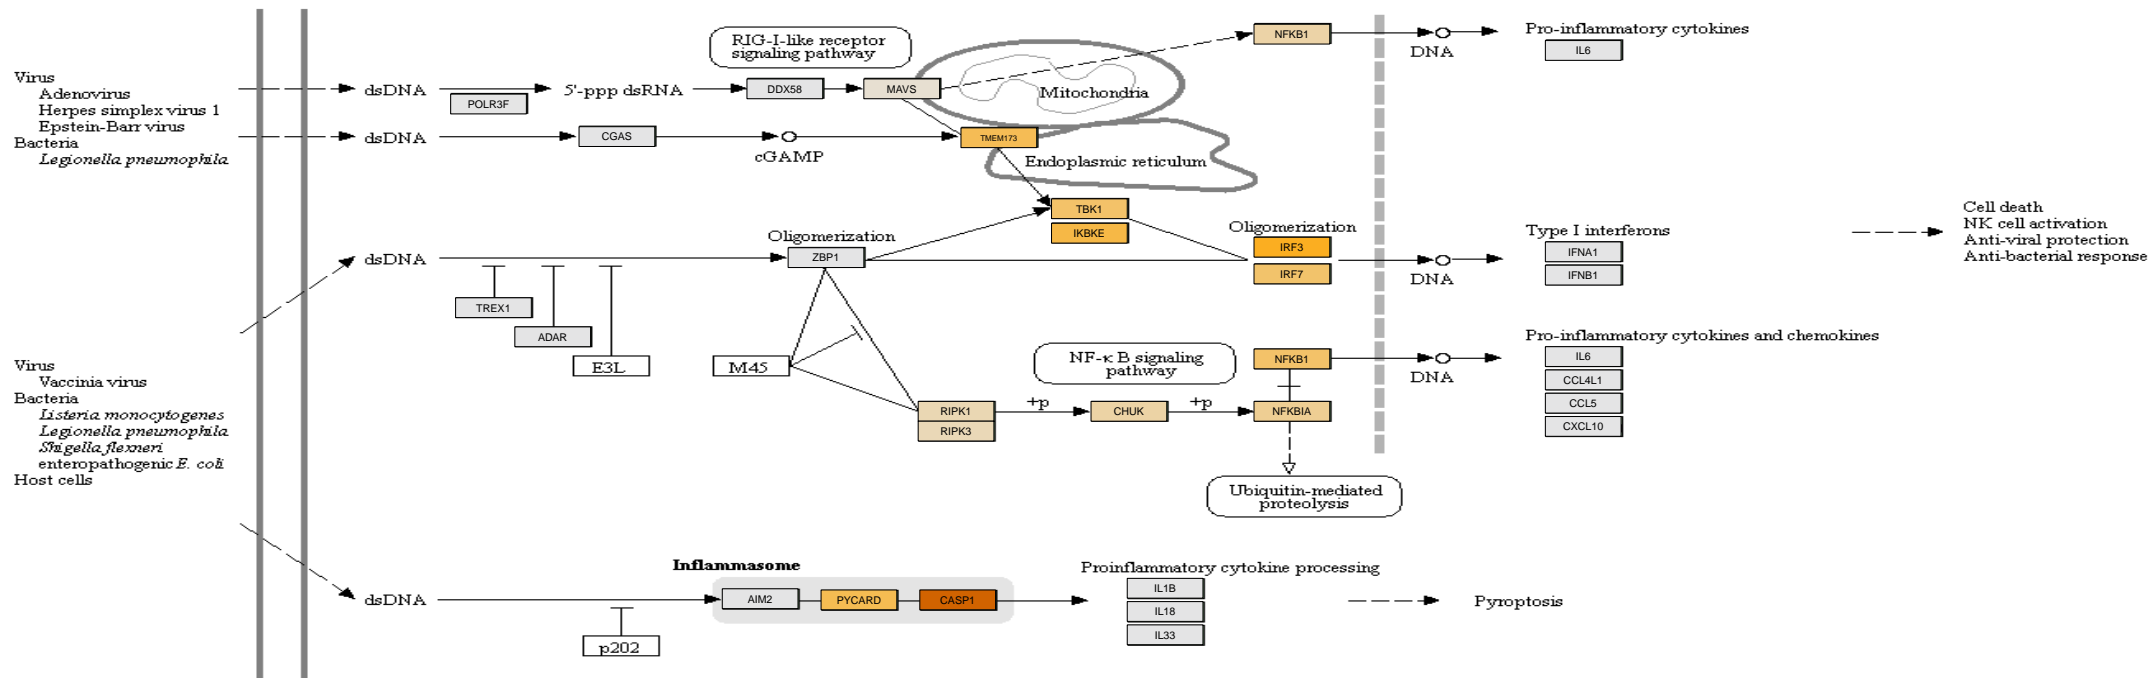 Virus
Adenovirus
Herpes simplex virus 1
Epstein-Barr virus
Bacteria
Legionella pneumophila
dsDNA
POLR3F
5'-ppp dsRNA
RIG-I-like receptor
signaling pathway
DDX58
MAVS
Mitochondria
NFKB1
DNA
Pro-inflammatory cytokines
IL6
dsDNA
CGAS
cGAMP
TMEM173
Endoplasmic reticulum
TBK1
IKBKE
Oligomerization
IRF3
IRF7
DNA
Type I interferons
IFNA1
IFNB1
Cell death
NK cell activation
Anti-viral protection
Anti-bacterial response
dsDNA
Oligomerization
ZBP1
TREX1
ADAR
E3L
M45
Virus
Vaccinia virus
Bacteria
Listeria monocytogenes
Legionella pneumophila
Shigella flexneri
enteropathogenic E. coli
Host cells
NF-κ B signaling
pathway
NFKB1
DNA
Pro-inflammatory cytokines and chemokines
IL6
CCL4L1
CCL5
CXCL10
RIPK1
RIPK3
+p
CHUK
+p
NFKBIA
Ubiquitin-mediated
proteolysis
dsDNA
p202
Inflammasome
AIM2
PYCARD
CASP1
Proinflammatory cytokine processing
IL1B
IL18
IL33
Pyroptosis